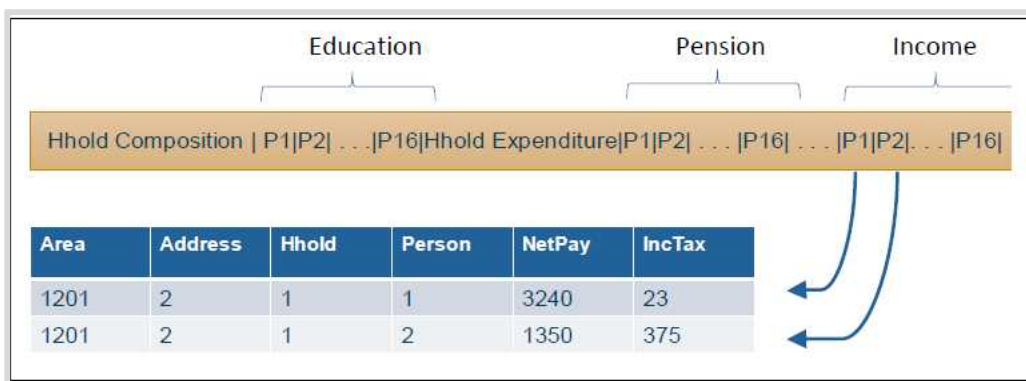 Education Pension Income
Hhold Composition | P1|P2| . . .|P16|Hhold Expenditure|P1|P2| . . . |P16| . . . |P1|P2|. . . |P16|
Area Address Hhold Person NetPay IncTax
1201 2 1 1 3240 23
1201 2 1 2 1350 375